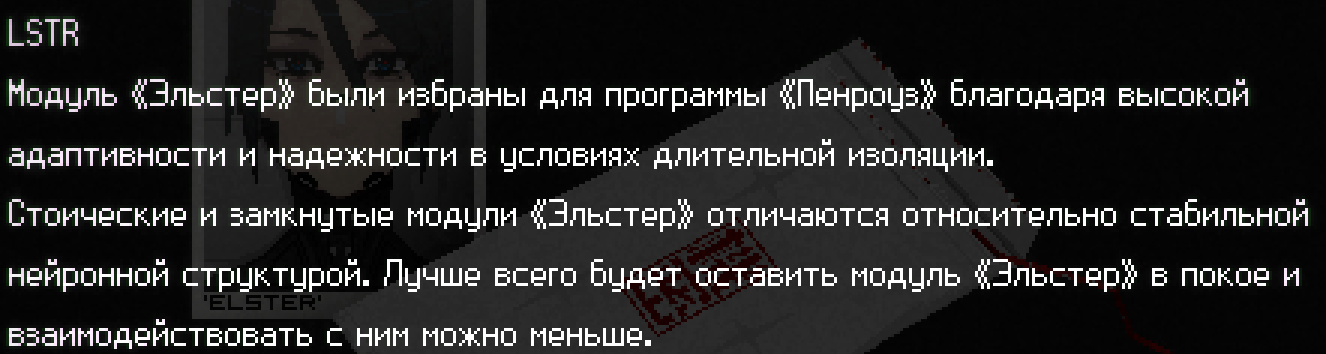 LSTR
Модуль 《Эльстер》 были избраны для программы 《Пенроуз》 благодаря высокой
адаптивности и надежности в условиях длительной изоляции.
Стоические и замкнутые модули 《Эльстер》 отличаются относительно стабильной
нейронной структурой. Лучше всего будет оставить модуль 《Эльстер》 в покое и
"ELSTER"
взаимодействовать с ним можно меньше.